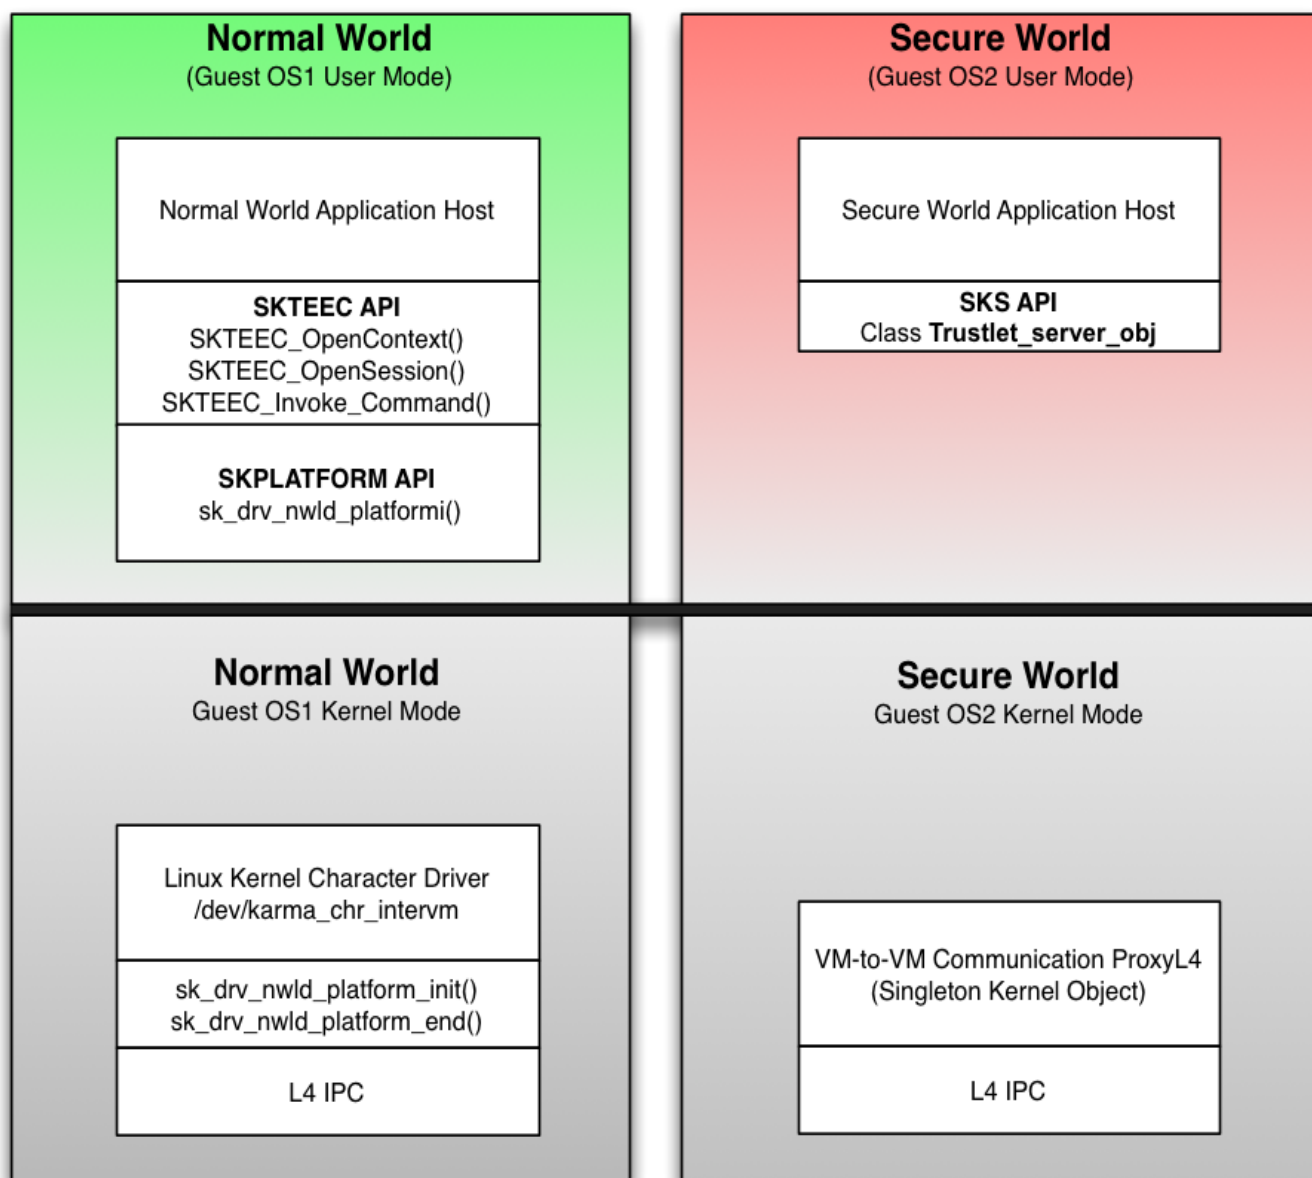 Normal World
(Guest OS1 User Mode)
Normal World Application Host
SKTEEC API
SKTEEC_OpenContext()
SKTEEC_OpenSession()
SKTEEC_Invoke_Command()
SKPLATFORM API
sk_drv_nwld_platformi()
Secure World
(Guest OS2 User Mode)
Secure World Application Host
SKS API
Class Trustlet_server_obj
Normal World
Guest OS1 Kernel Mode
Linux Kernel Character Driver
/dev/karma_chr_intervm
sk_drv_nwld_platform_init()
sk_drv_nwld_platform_end()
L4 IPC
Secure World
Guest OS2 Kernel Mode
VM-to-VM Communication ProxyL4
(Singleton Kernel Object)
L4 IPC